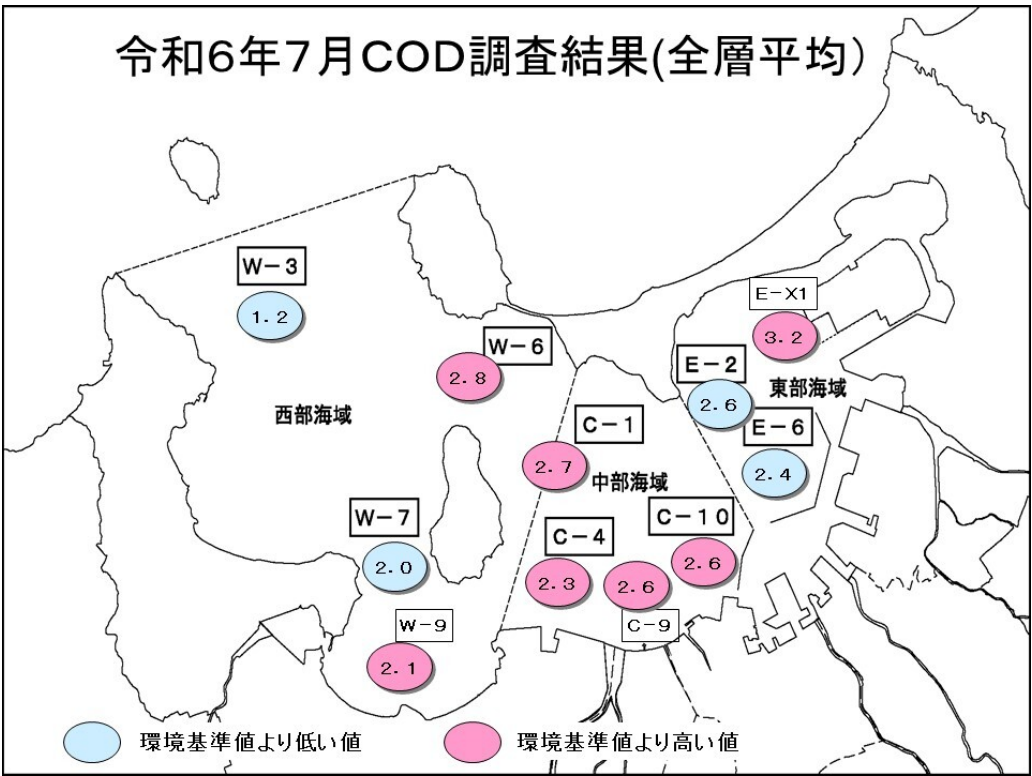 令和6年7月COD調査結果(全層平均)
W-3
1.2
E-X1
3.2
W-6
2.8
E-2
2.6
東部海域
西部海域
C-1
2.7
E-6
2.4
中部海域
W-7
2.0
C-4
2.3
C-10
2.6
2.6
C-9
W-9
2.1
環境基準値より低い値
環境基準値より高い値